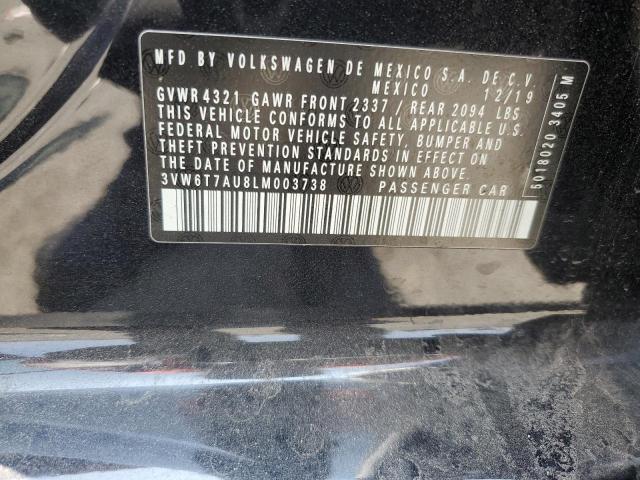 MFD BY VOLKSWAGEN DE MEXICO S.A. DE C.V.
MEXICO 12/19
GVWR 4321 GAWR FRONT 2337 / REAR 2094 LBS
THIS VEHICLE CONFORMS TO ALL APPLICABLE U.S.
FEDERAL MOTOR VEHICLE SAFETY, BUMPER AND
THEFT PREVENTION STANDARDS IN EFFECT ON
THE DATE OF MANUFACTURE SHOWN ABOVE.
3VW6T7AU8LM003738 PASSENGER CAR
5018020 3405 M